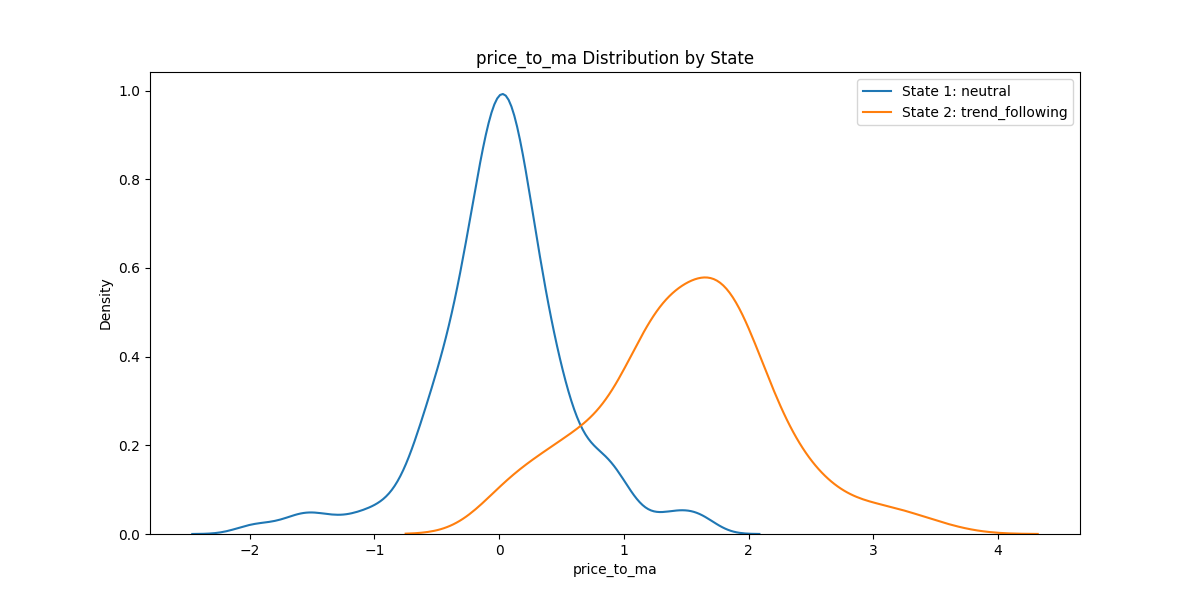 price_to_ma Distribution by State
State 1: neutral
State 2: trend_following
Density
1.0
0.8
0.6
0.4
0.2
0.0
−2
−1
0
1
2
3
4
price_to_ma